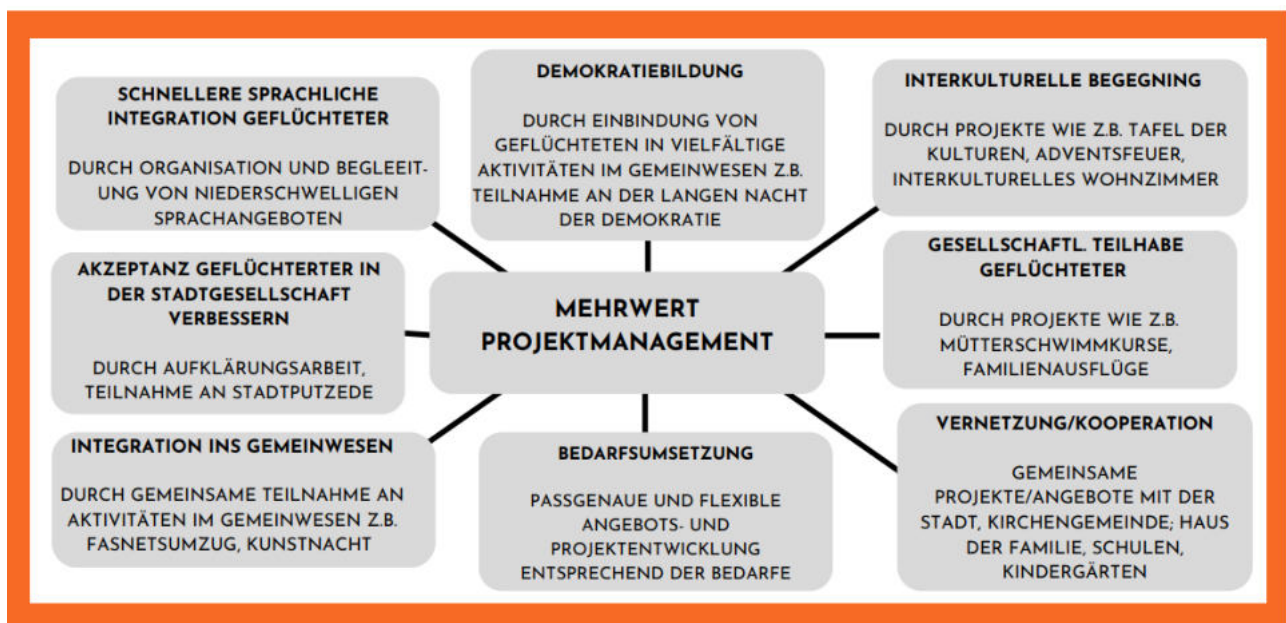 SCHNELLERE SPRACHLICHE
INTEGRATION GEFLÜCHTETER
DURCH ORGANISATION UND BEGLEEIT-
UNG VON NIEDERSCHWELLIGEN
SPRACHANGEBOTEN
DEMOKRATIEBILDUNG
DURCH EINBINDUNG VON
GEFLÜCHTETEN IN VIELFÄLTIGE
AKTIVITÄTEN IM GEMEINWESEN Z.B.
TEILNAHME AN DER LANGEN NACHT
DER DEMOKRATIE
INTERKULTURELLE BEGEGNING
DURCH PROJEKTE WIE Z.B. TAFEL DER
KULTUREN, ADVENTSFEUER,
INTERKULTURELLES WOHNZIMMER
AKZEPTANZ GEFLÜCHTERTER IN
DER STADTGESELLSCHAFT
VERBESSERN
DURCH AUFKLÄRUNGSARBEIT,
TEILNAHME AN STADTPUTZEDE
MEHRWERT
PROJEKTMANAGEMENT
GESELLSCHAFTL. TEILHABE
GEFLÜCHTETER
DURCH PROJEKTE WIE Z.B.
MÜTTERSCHWIMMKURSE,
FAMILIENAUSFLÜGE
INTEGRATION INS GEMEINWESEN
DURCH GEMEINSAME TEILNAHME AN
AKTIVITÄTEN IM GEMEINWESEN Z.B.
FASNETSUMZUG, KUNSTNACHT
BEDARFSUMSETZUNG
PASSGENAUE UND FLEXIBLE
ANGEBOTS- UND
PROJEKTENTWICKLUNG
ENTSPRECHEND DER BEDARFE
VERNETZUNG/KOOPERATION
GEMEINSAME
PROJEKTE/ANGEBOTE MIT DER
STADT, KIRCHENGEMEINDE; HAUS
DER FAMILIE, SCHULEN,
KINDERGÄRTEN